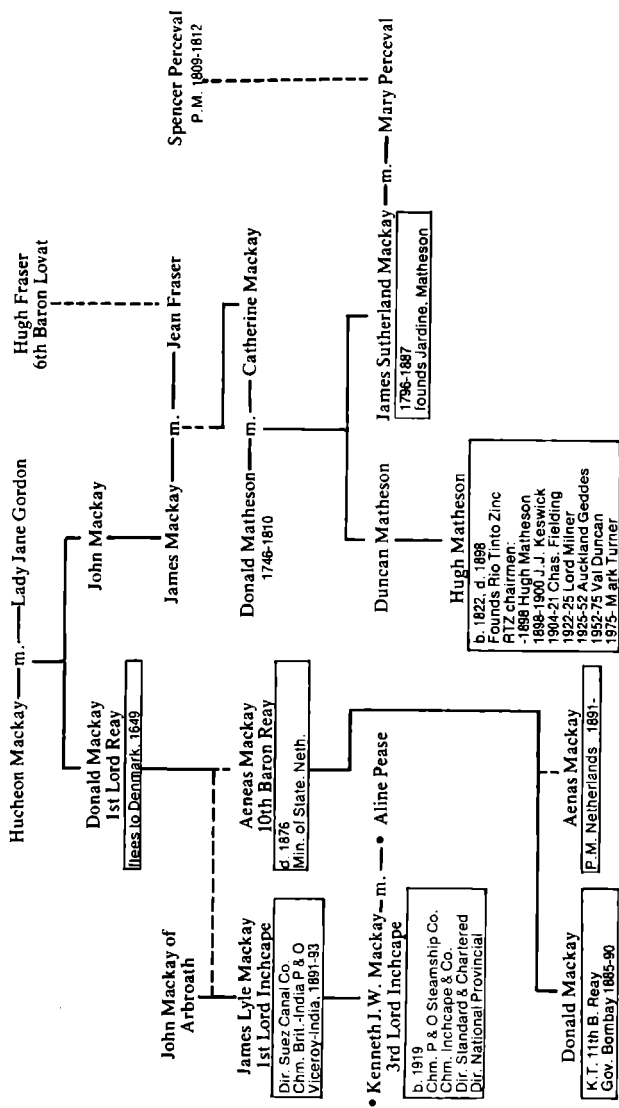 Hucheon Mackay — m. — Lady Jane Gordon
Hugh Fraser
6th Baron Lovat
Spencer Perceval
P.M. 1809-1812
Donald Mackay
1st Lord Reay
flees to Denmark, 1649
John Mackay
James Mackay — m. — Jean Fraser
John Mackay of
Arbroath
James Lyle Mackay
1st Lord Inchcape
Dir. Suez Canal Co.
Chm. Brit.-India P & O
Viceroy-India, 1891-93
Aeneas Mackay
10th Baron Reay
d. 1876
Min. of State, Neth.
Donald Matheson — m. — Catherine Mackay
1746-1810
• Kenneth J.W. Mackay — m. — • Aline Pease
3rd Lord Inchcape
b. 1919
Chm. P & O Steamship Co.
Chm. Inchcape & Co.
Dir. Standard & Chartered
Dir. National Provincial
Duncan Matheson
James Sutherland Mackay — m. — Mary Perceval
1796-1887
founds Jardine, Matheson
Donald Mackay
K.T. 11th B. Reay
Gov. Bombay 1885-90
Aenas Mackay
P.M. Netherlands 1891-
Hugh Matheson
b. 1822, d. 1898
Founds Rio Tinto Zinc
RTZ chairmen:
-1898 Hugh Matheson
1898-1900 J.J. Keswick
1904-21 Chas. Fielding
1922-25 Lord Milner
1925-52 Auckland Geddes
1952-75 Val Duncan
1975- Mark Turner